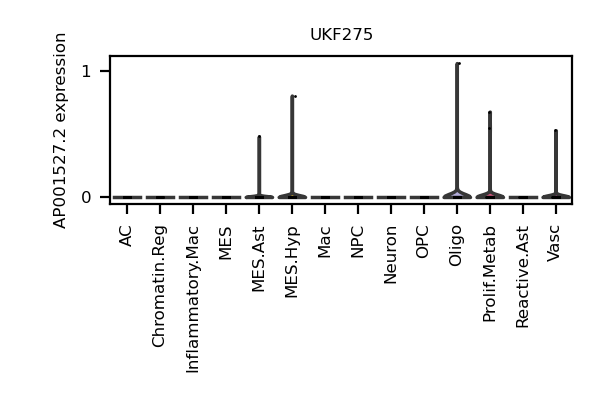 UKF275
AP001527.2 expression
1
0
AC
Chromatin.Reg
Inflammatory.Mac
MES
MES.Ast
MES.Hyp
Mac
NPC
Neuron
OPC
Oligo
Prolif.Metab
Reactive.Ast
Vasc